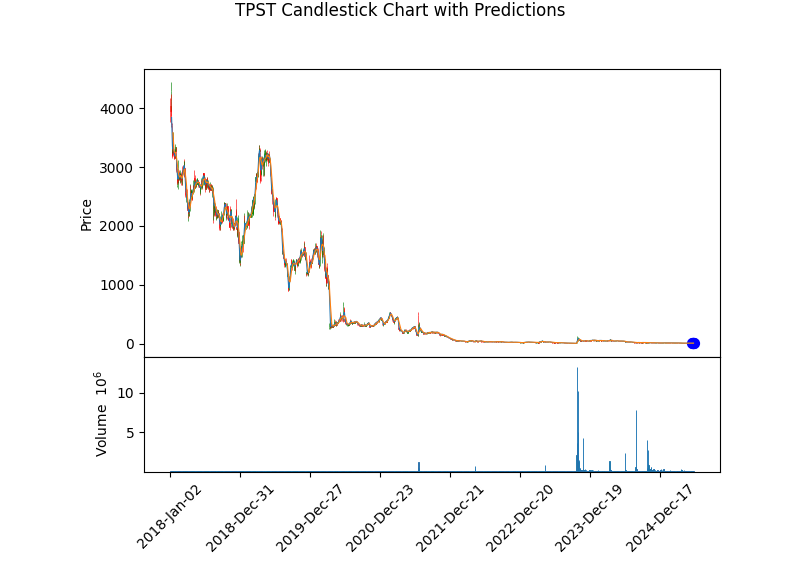 TPST Candlestick Chart with Predictions
Price
4000
3000
2000
1000
0
Volume 10⁶
10
5
2018-Jan-02
2018-Dec-31
2019-Dec-27
2020-Dec-23
2021-Dec-21
2022-Dec-20
2023-Dec-19
2024-Dec-17